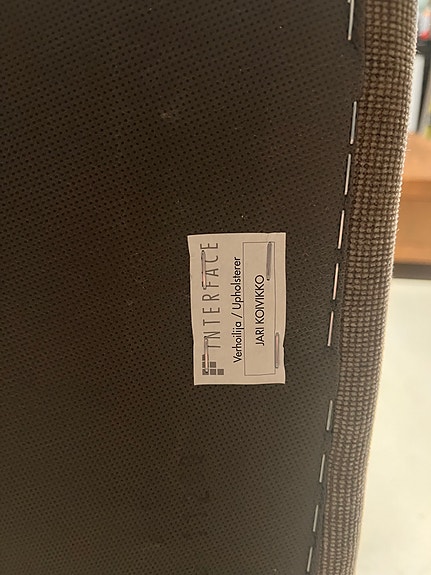 INTERFACE
Verhoilija / Upholsterer
JARI KOIVIKKO